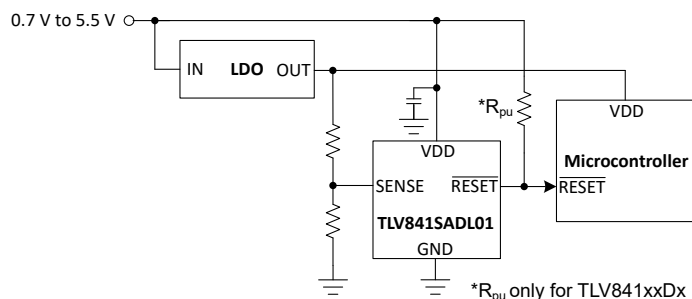 0.7 V to 5.5 V
IN LDO OUT
*Rpu
VDD
VDD
Microcontroller
SENSE RESET
RESET
TLV841SADL01
GND
*Rpu only for TLV841xxDx